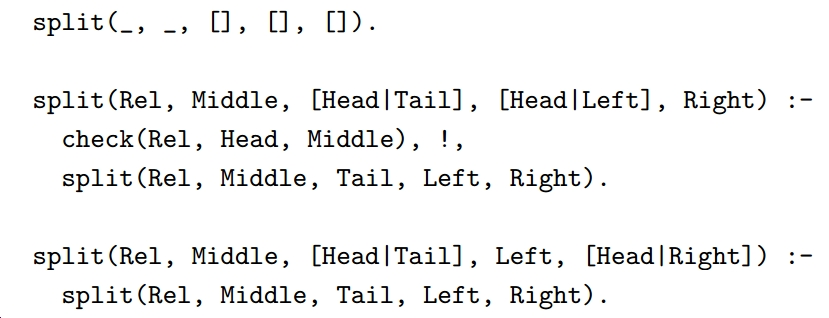 split(_, _, [], [], []).
split(Rel, Middle, [Head|Tail], [Head|Left], Right) :-
check(Rel, Head, Middle), !,
split(Rel, Middle, Tail, Left, Right).
split(Rel, Middle, [Head|Tail], Left, [Head|Right]) :-
split(Rel, Middle, Tail, Left, Right).